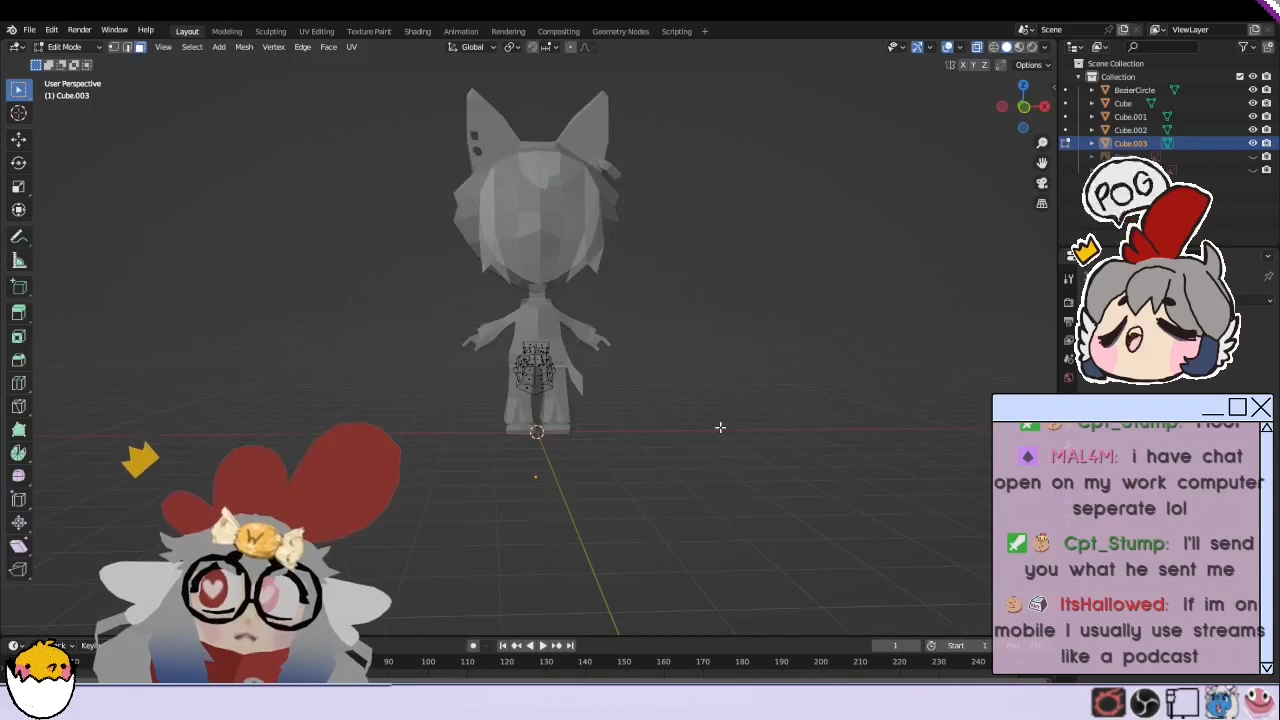 File Edit Render Window Help Layout Modeling Sculpting UV Editing Texture Paint Shading Animation Rendering Compositing Geometry Nodes Scripting + Scene ViewLayer
Edit Mode View Select Add Mesh Vertex Edge Face UV Global
X Y Z Options
Scene Collection
Collection
BezierCircle
Cube
Cube.001
Cube.002
Cube.003
User Perspective
(1) Cube.003
POG
W
Cpt_Stump:
MAL4M: i have chat
open on my work computer
seperate lol
Cpt_Stump: I'll send
you what he sent me
ItsHallowed: If im on
mobile I usually use streams
like a podcast
1 Start 1
90 100 110 120 130 140 150 160 170 180 190 200 210 220 230 240